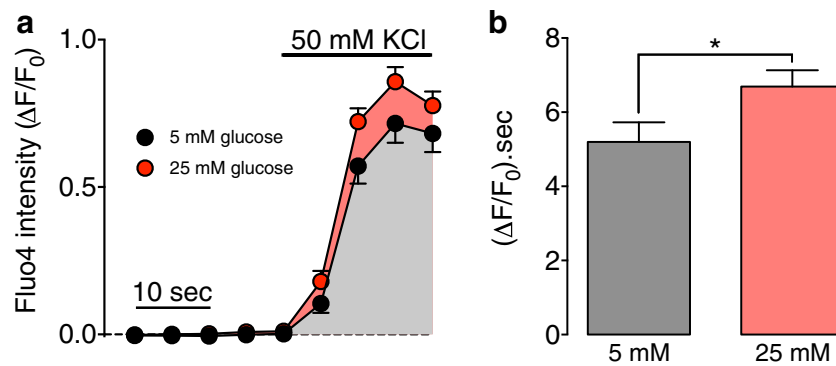 a
50 mM KCl
Fluo4 intensity (ΔF/F0)
1.0
0.5
0.0
5 mM glucose
25 mM glucose
10 sec
b
*
(ΔF/F0).sec
8
6
4
2
0
5 mM
25 mM